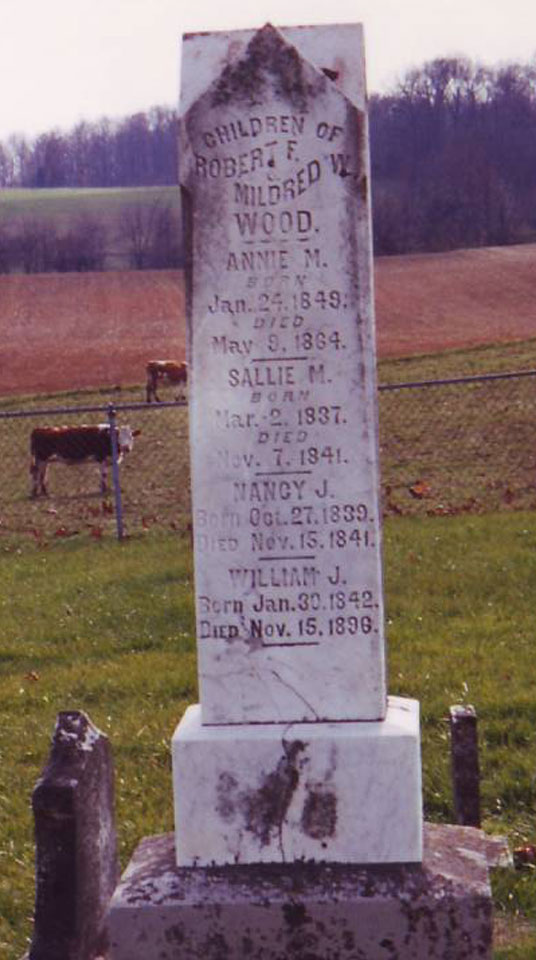 CHILDREN OF
ROBERT F.
&
MILDRED W.
WOOD.
ANNIE M.
BORN
Jan. 24. 1849.
DIED
May 9. 1864.
SALLIE M.
BORN
Mar. 2. 1837.
DIED
Nov. 7. 1841.
NANCY J.
Born Oct. 27. 1839.
Died Nov. 15. 1841.
WILLIAM J.
Born Jan. 30. 1842.
Died Nov. 15. 1896.